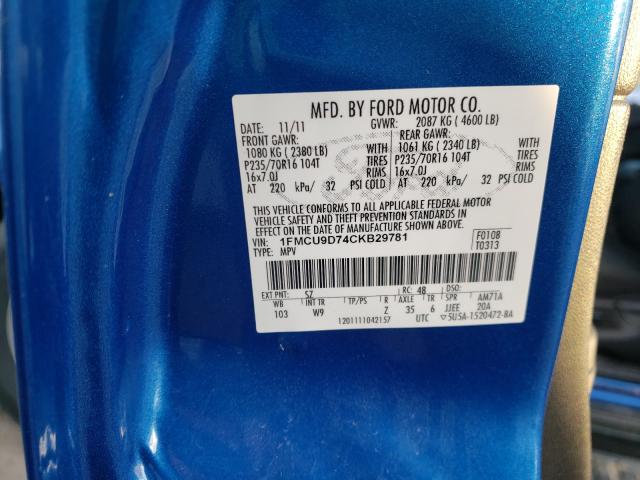 MFD. BY FORD MOTOR CO.
DATE: 11/11 GVWR: 2087 KG ( 4600 LB)
FRONT GAWR: REAR GAWR:
1080 KG ( 2380 LB) WITH 1061 KG ( 2340 LB) WITH
P235/70R16 104T TIRES P235/70R16 104T TIRES
16x7.0J RIMS 16x7.0J RIMS
AT 220 kPa/ 32 PSI COLD AT 220 kPa/ 32 PSI COLD
THIS VEHICLE CONFORMS TO ALL APPLICABLE FEDERAL MOTOR
VEHICLE SAFETY AND THEFT PREVENTION STANDARDS IN
EFFECT ON THE DATE OF MANUFACTURE SHOWN ABOVE.
VIN: 1FMCU9D74CKB29781 F0108
TYPE: MPV T0313
EXT PNT: SZ RC: 48 DSO:
WB INT TR TP/PS R AXLE TR SPR AM71A
103 W9 Z 35 6 JJEE 20A
1201111042157 UTC ▽5U5A-1520472-BA